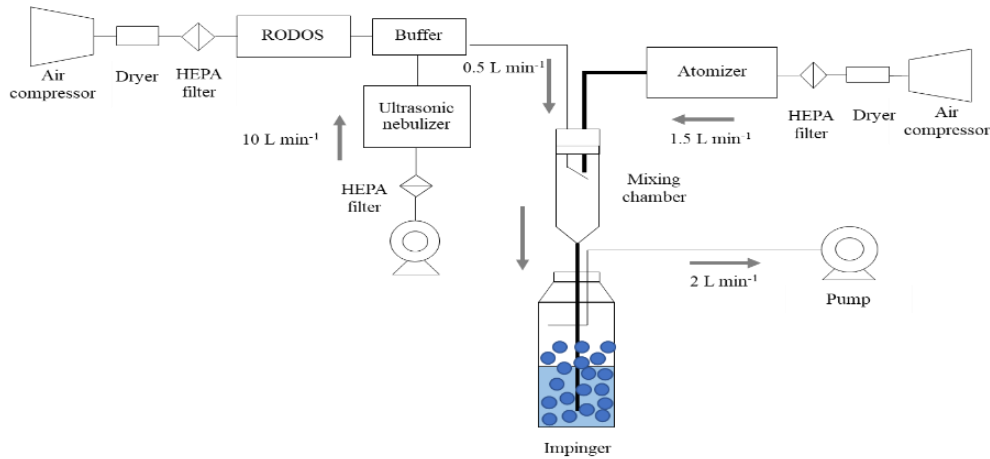 RODOS
Buffer
Air
compressor
Dryer
HEPA
filter
0.5 L min⁻¹
Atomizer
1.5 L min⁻¹
HEPA
filter
Dryer
Air
compressor
Ultrasonic
nebulizer
10 L min⁻¹
HEPA
filter
Mixing
chamber
2 L min⁻¹
Pump
Impinger